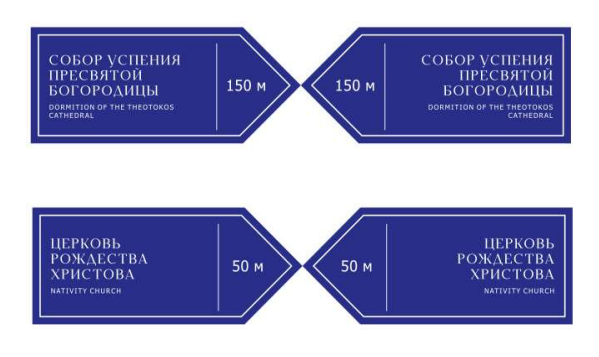 СОБОР УСПЕНИЯ
ПРЕСВЯТОЙ
БОГОРОДИЦЫ
DORMITION OF THE THEOTOKOS
CATHEDRAL
150 м
150 м
СОБОР УСПЕНИЯ
ПРЕСВЯТОЙ
БОГОРОДИЦЫ
DORMITION OF THE THEOTOKOS
CATHEDRAL
ЦЕРКОВЬ
РОЖДЕСТВА
ХРИСТОВА
NATIVITY CHURCH
50 м
50 м
ЦЕРКОВЬ
РОЖДЕСТВА
ХРИСТОВА
NATIVITY CHURCH